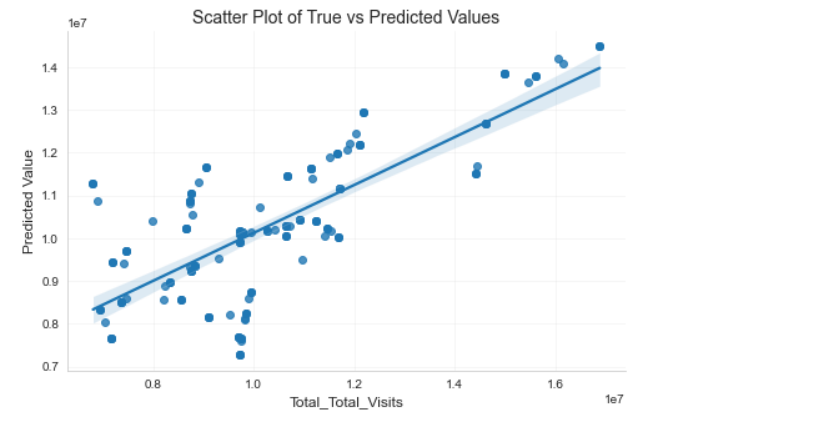 Scatter Plot of True vs Predicted Values
1e7
1.4
1.3
1.2
1.1
1.0
0.9
0.8
0.7
Predicted Value
0.8 1.0 1.2 1.4 1.6
Total_Total_Visits
1e7